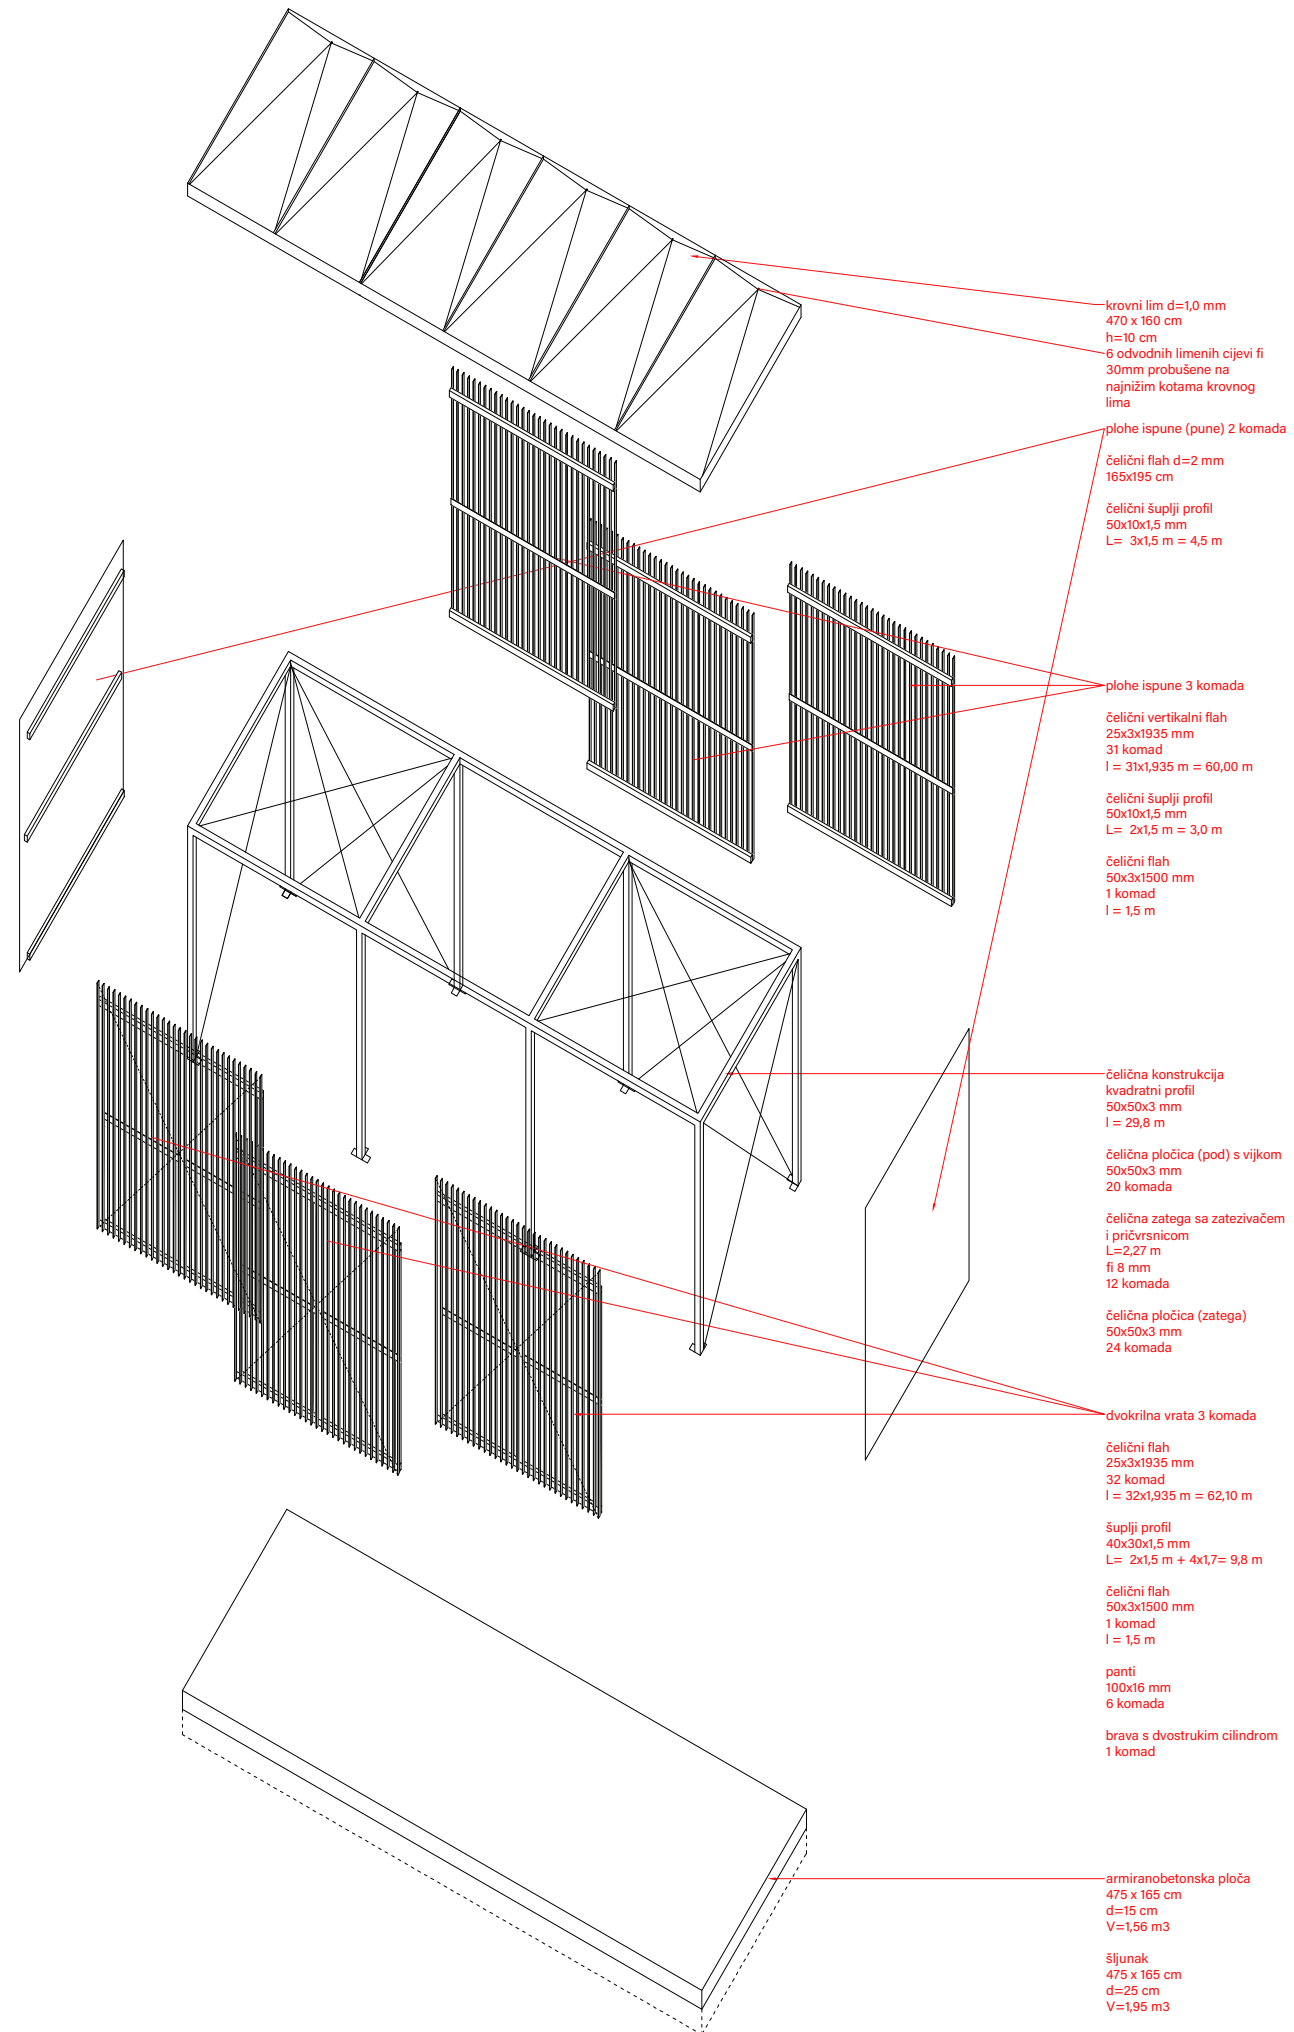 krovni lim d=1,0 mm
470 x 160 cm
h=10 cm
6 odvodnih limenih cijevi fi
30mm probušene na
najnižim kotama krovnog
lima
plohe ispune (pune) 2 komada
čelični flah d=2 mm
165x195 cm
čelični šuplji profil
50x10x1,5 mm
L=  3x1,5 m = 4,5 m
plohe ispune 3 komada
čelični vertikalni flah
25x3x1935 mm
31 komad
l = 31x1,935 m = 60,00 m
čelični šuplji profil
50x10x1,5 mm
L=  2x1,5 m = 3,0 m
čelični flah
50x3x1500 mm
1 komad
l = 1,5 m
čelična konstrukcija
kvadratni profil
50x50x3 mm
l = 29,8 m
čelična pločica (pod) s vijkom
50x50x3 mm
20 komada
čelična zatega sa zatezivačem
i pričvrsnicom
L=2,27 m
fi 8 mm
12 komada
čelična pločica (zatega)
50x50x3 mm
24 komada
dvokrilna vrata 3 komada
čelični flah
25x3x1935 mm
32 komad
l = 32x1,935 m = 62,10 m
šuplji profil
40x30x1,5 mm
L=  2x1,5 m + 4x1,7= 9,8 m
čelični flah
50x3x1500 mm
1 komad
l = 1,5 m
panti
100x16 mm
6 komada
brava s dvostrukim cilindrom
1 komad
armiranobetonska ploča
475 x 165 cm
d=15 cm
V=1,56 m3
šljunak
475 x 165 cm
d=25 cm
V=1,95 m3